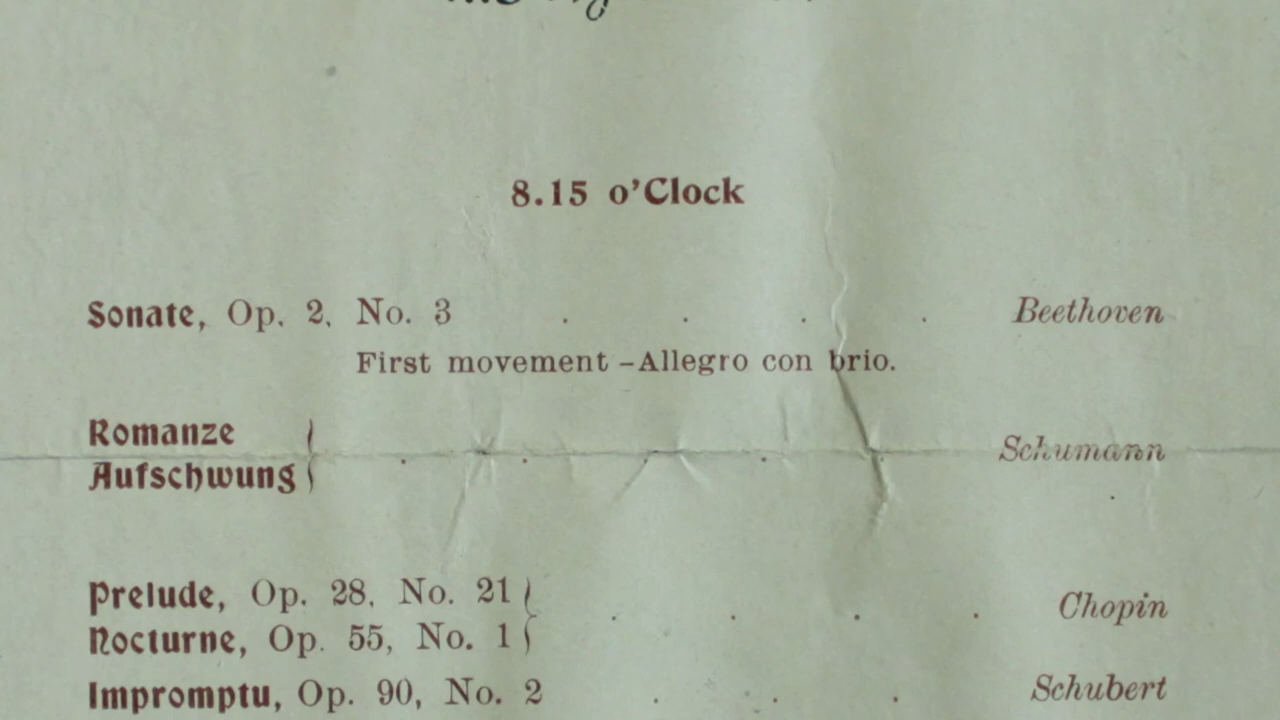 8.15 o'Clock
Sonate, Op. 2, No. 3 . . . . Beethoven
First movement – Allegro con brio.
Romanze
Aufschwung . . . . Schumann
Prelude, Op. 28, No. 21
Nocturne, Op. 55, No. 1 . . . . Chopin
Impromptu, Op. 90, No. 2 . . . Schubert